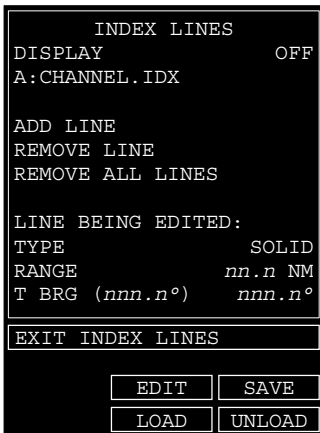 INDEX LINES
DISPLAY OFF
A:CHANNEL.IDX
ADD LINE
REMOVE LINE
REMOVE ALL LINES
LINE BEING EDITED:
TYPE SOLID
RANGE nn.n NM
T BRG (nnn.n°) nnn.n°
EXIT INDEX LINES
EDIT SAVE
LOAD UNLOAD